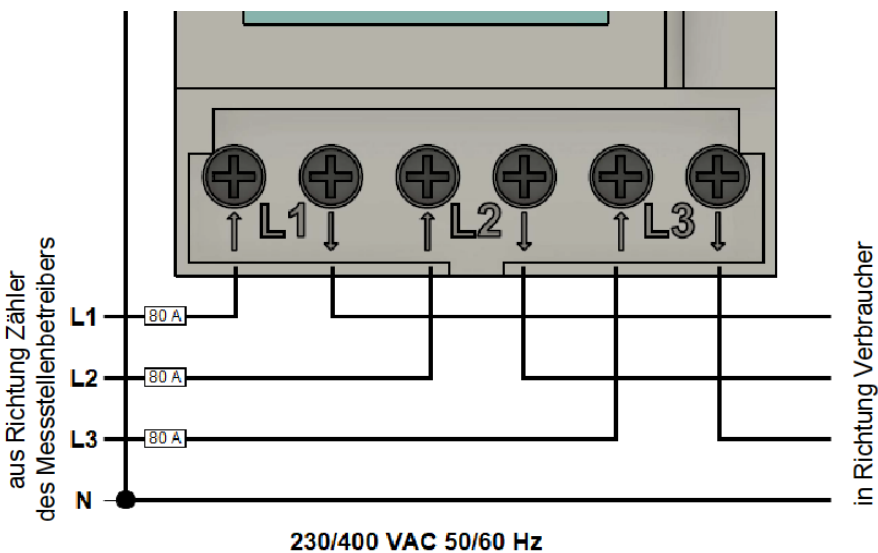 L1 L2 L3
aus Richtung Zähler
des Messstellenbetreibers
L1 80 A
L2 80 A
L3 80 A
N
in Richtung Verbraucher
230/400 VAC 50/60 Hz